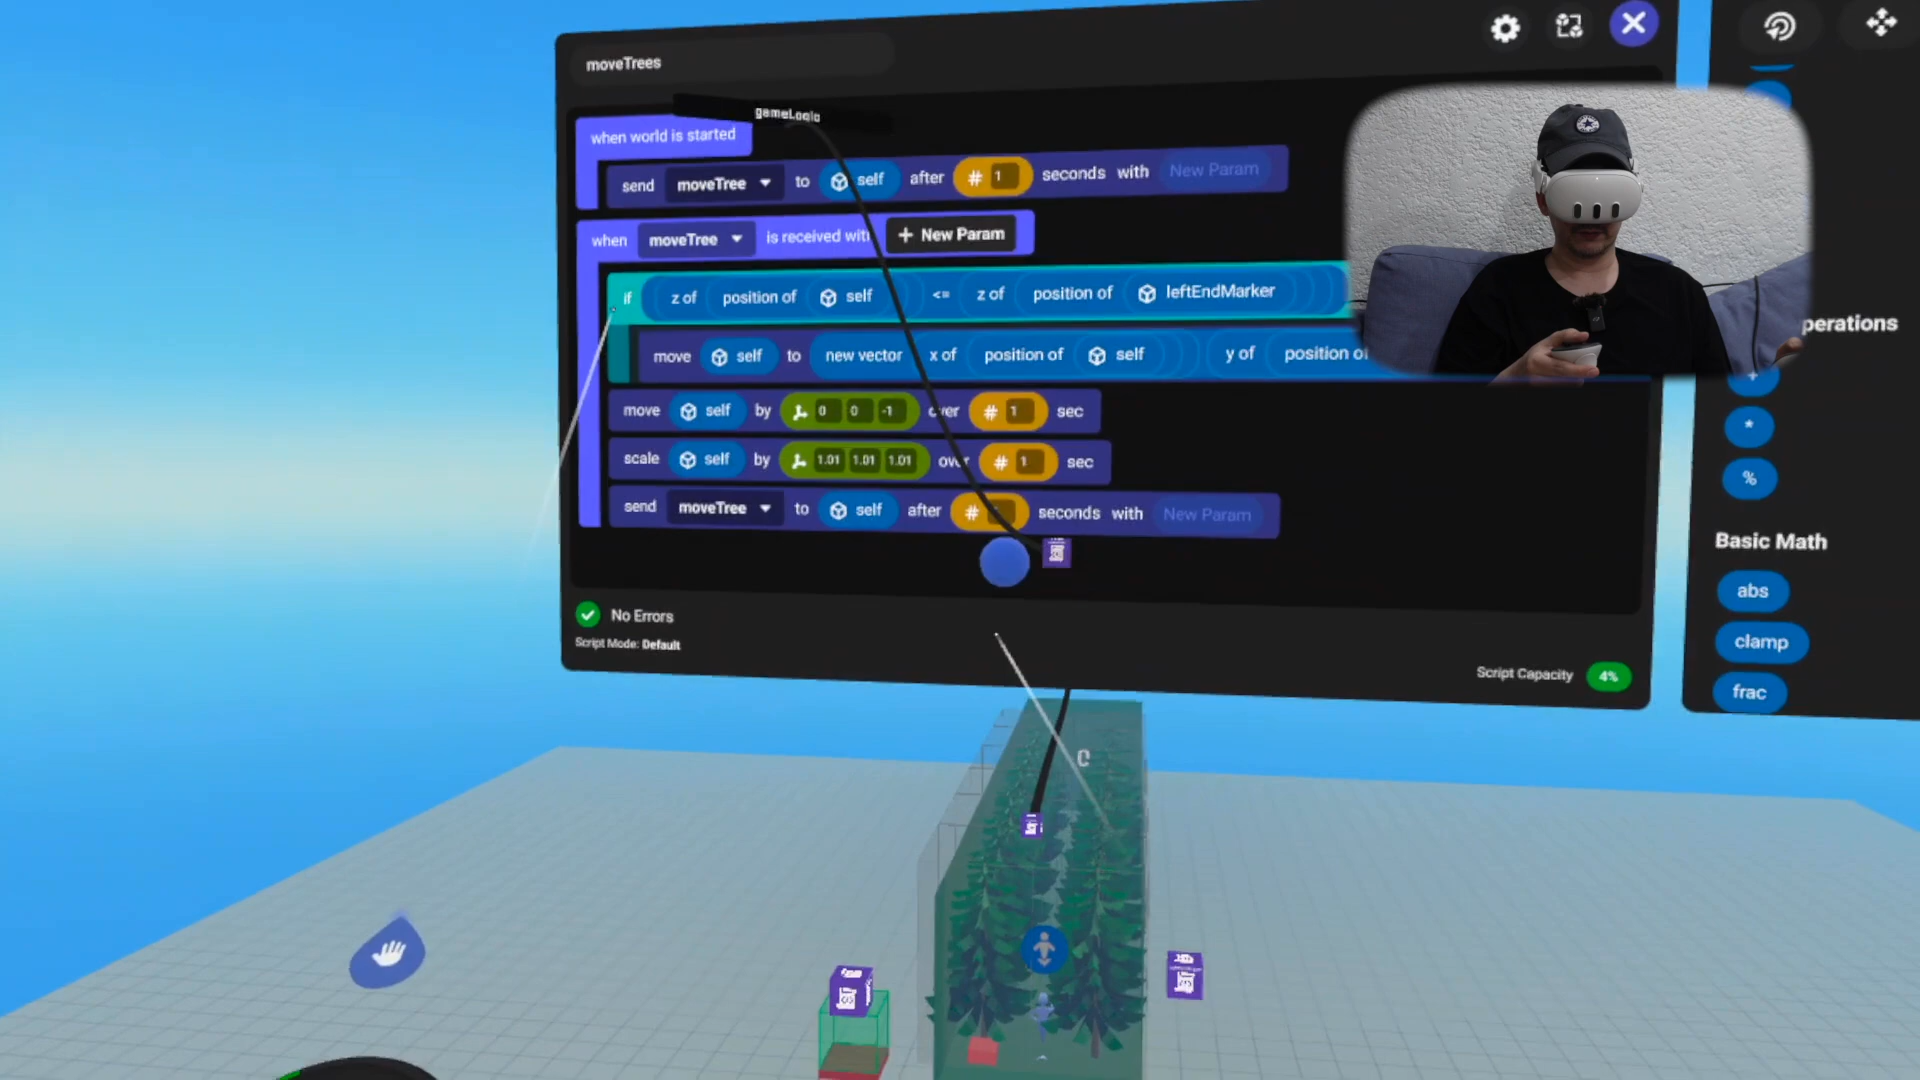 moveTrees
gameLogic
when world is started
send moveTree to self after # 1 seconds with New Param
when moveTree is received with + New Param
if z of position of self <= z of position of leftEndMarker
move self to new vector x of position of self y of position of
move self by 0 0 -1 over # 1 sec
scale self by 1.01 1.01 1.01 over # 1 sec
send moveTree to self after # seconds with New Param
No Errors
Script Mode: Default
Script Capacity 4%
perations
+
*
%
Basic Math
abs
clamp
frac